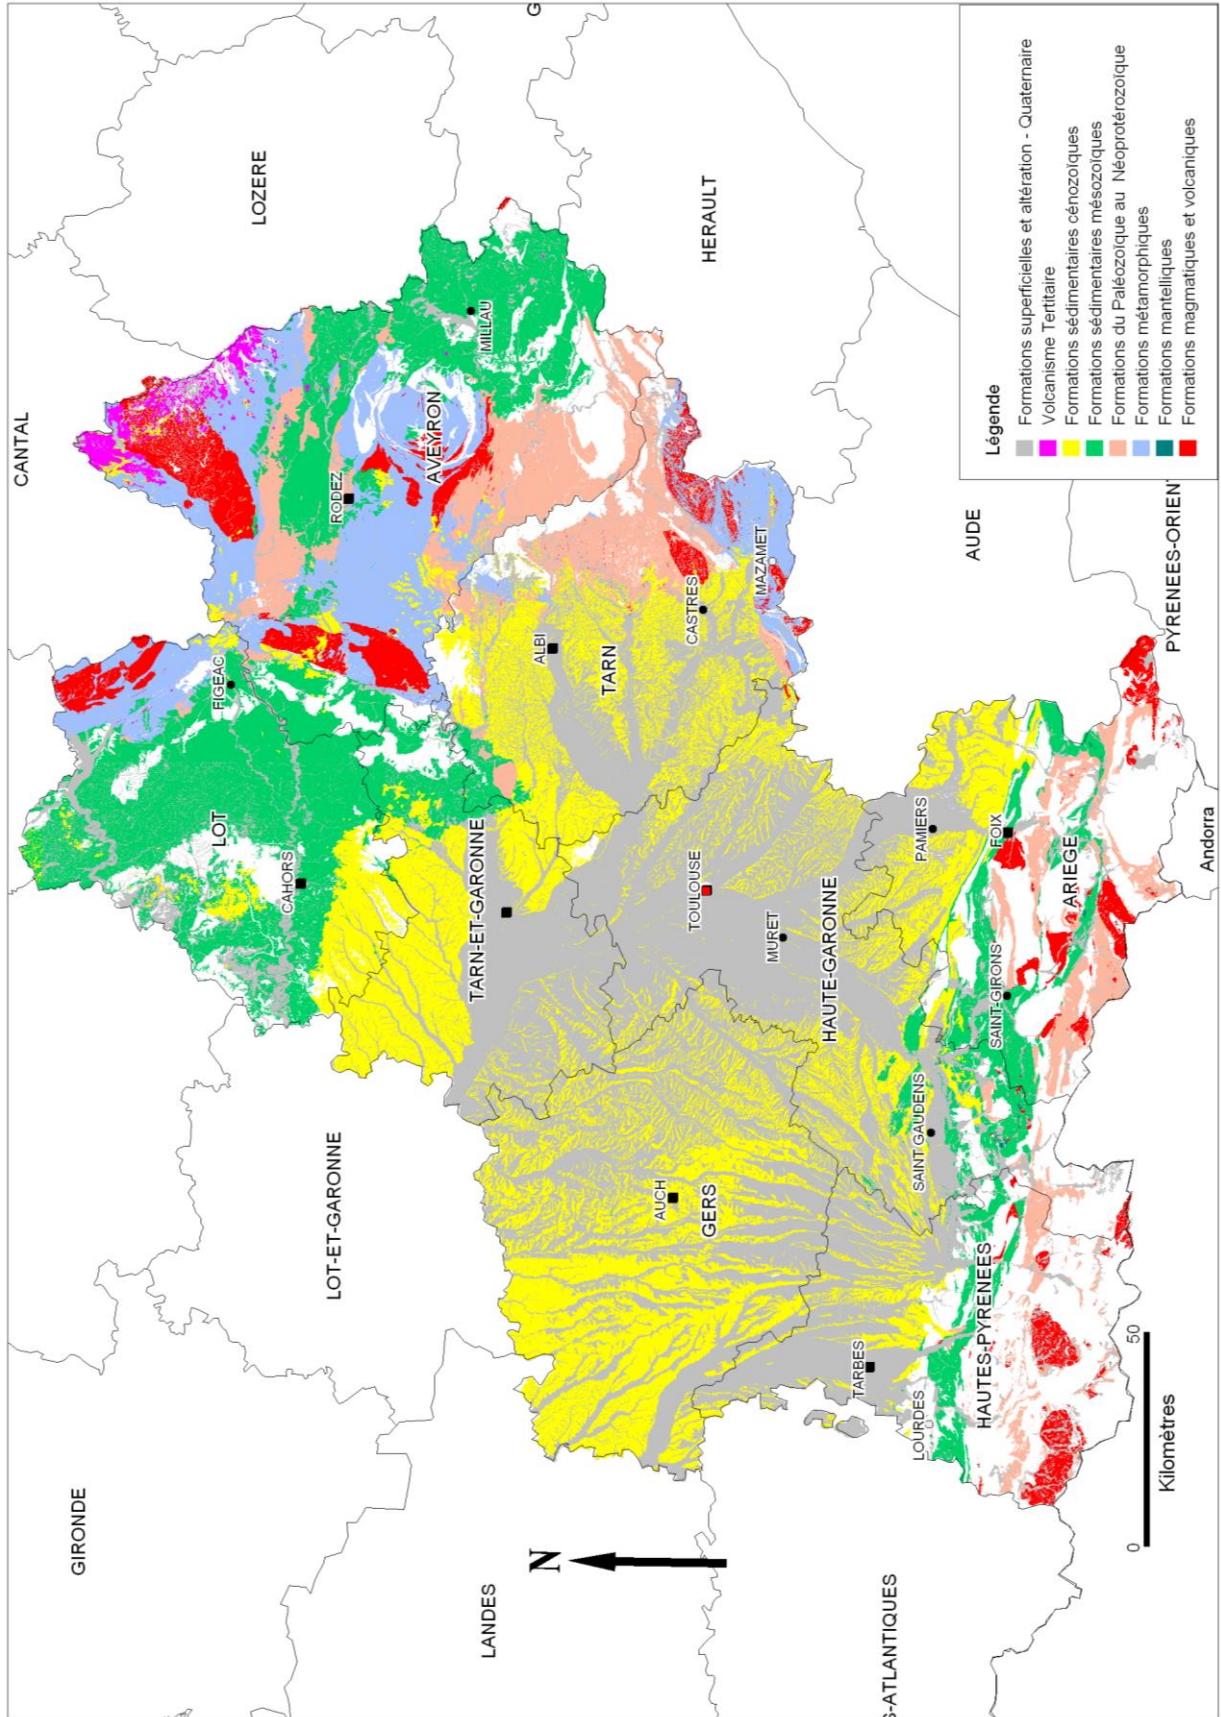 CANTAL
GIRONDE
LOZERE
LOT
FIGEAC
CAHORS
RODEZ
AVEYRON
MILLAU
LOT-ET-GARONNE
TARN-ET-GARONNE
ALBI
TARN
CASTRES
MAZAMET
HERAULT
LANDES
N
AUCH
GERS
TOULOUSE
MURET
HAUTE-GARONNE
AUDE
TARBES
LOURDES
HAUTES-PYRENEES
SAINT GAUDENS
SAINT-GIRONS
PAMIERS
FOIX
ARIEGE
S-ATLANTIQUES
PYRENEES-ORIENT
Andorra
G
0
50
Kilomètres
Légende
Formations superficielles et altération - Quaternaire
Volcanisme Tertitaire
Formations sédimentaires cénozoïques
Formations sédimentaires mésozoïques
Formations du Paléozoïque au Néoprotérozoïque
Formations métamorphiques
Formations mantelliques
Formations magmatiques et volcaniques